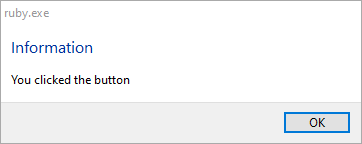 ruby.exe
Information
You clicked the button
OK